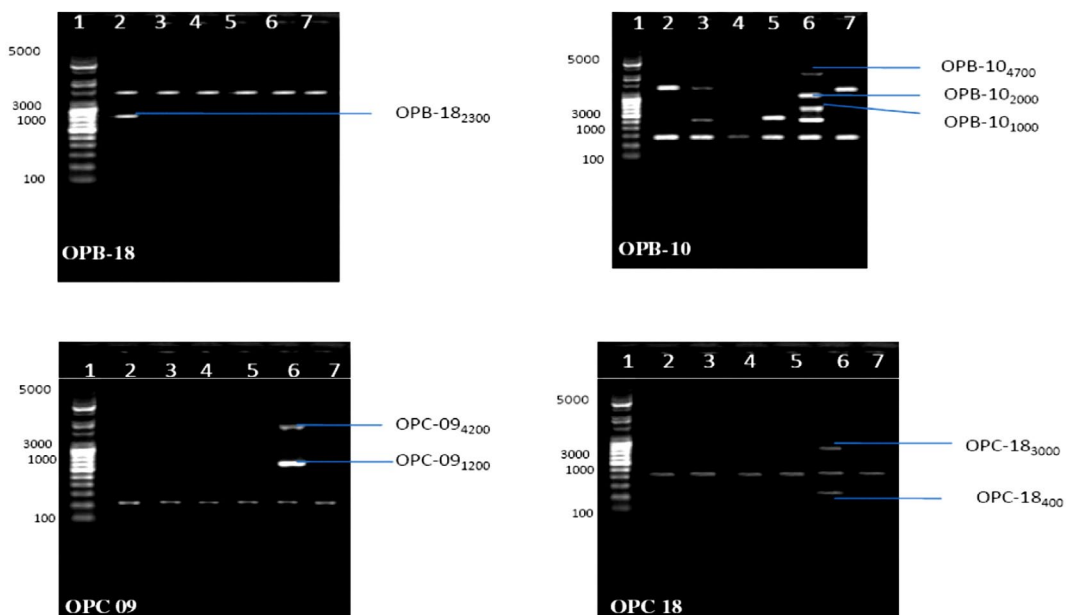 1 2 3 4 5 6 7
5000
3000
1000
100
OPB-18₂₃₀₀
OPB-18
1 2 3 4 5 6 7
5000
3000
1000
100
OPB-10₄₇₀₀
OPB-10₂₀₀₀
OPB-10₁₀₀₀
OPB-10
1 2 3 4 5 6 7
5000
3000
1000
100
OPC-09₄₂₀₀
OPC-09₁₂₀₀
OPC 09
1 2 3 4 5 6 7
5000
3000
1000
100
OPC-18₃₀₀₀
OPC-18₄₀₀
OPC 18